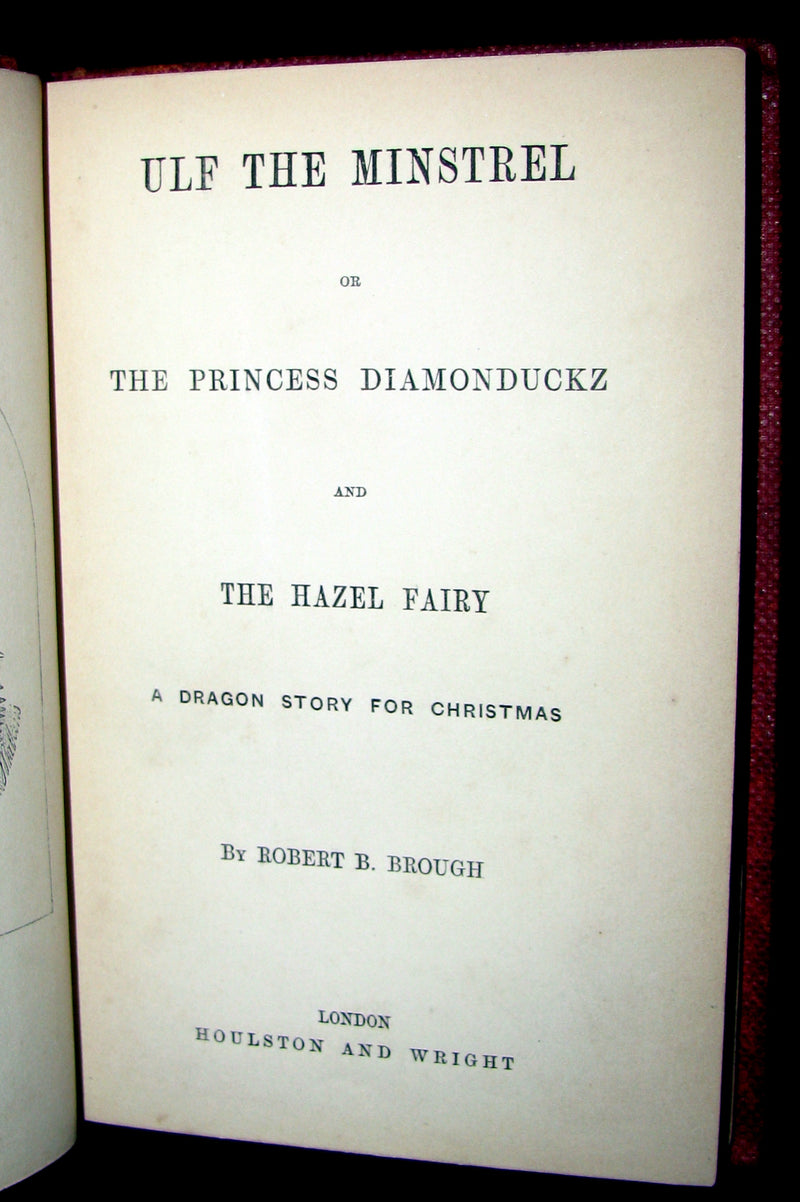 ULF THE MINSTREL
OR
THE PRINCESS DIAMONDUCKZ
AND
THE HAZEL FAIRY
A DRAGON STORY FOR CHRISTMAS
By ROBERT B. BROUGH
LONDON
HOULSTON AND WRIGHT